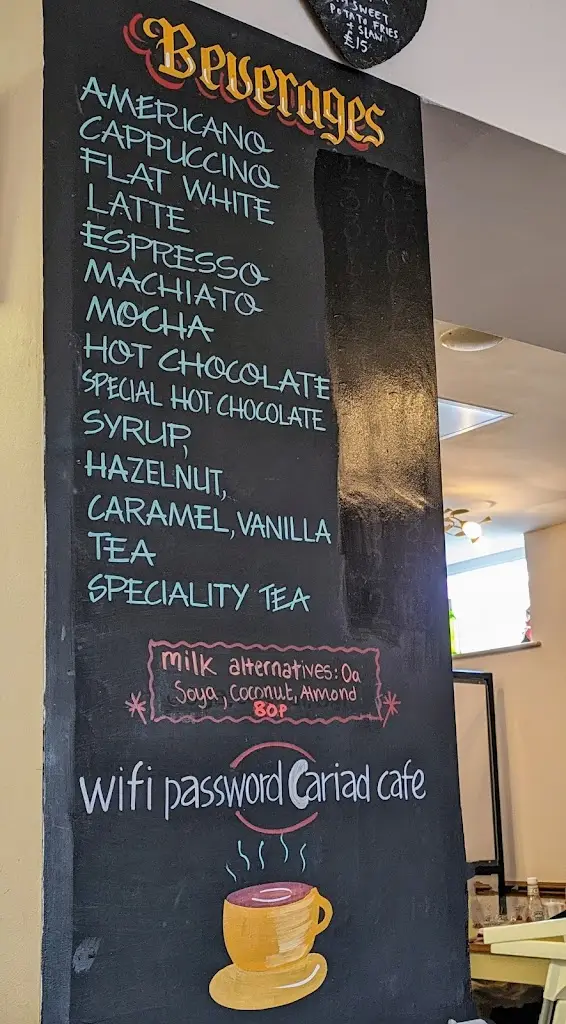 SWEET
POTATO FRIES
+ SLAW
£15
Beverages
AMERICANO
CAPPUCCINO
FLAT WHITE
LATTE
ESPRESSO
MACHIATO
MOCHA
HOT CHOCOLATE
SPECIAL HOT CHOCOLATE
SYRUP,
HAZELNUT,
CARAMEL, VANILLA
TEA
SPECIALITY TEA
milk alternatives: Oa
Soya, Coconut, Almond
80P
wifi password Cariad cafe